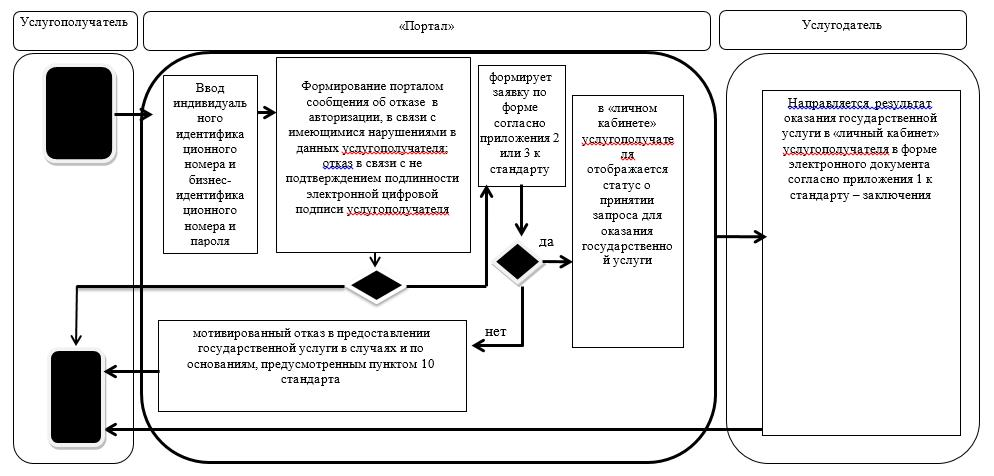 Услугополучатель
«Портал»
Услугодатель
Ввод
индивидуаль
ного
идентифика
ционного
номера и
бизнес-
идентифика
ционного
номера и
пароля
Формирование порталом
сообщения об отказе в
авторизации, в связи с
имеющимися нарушениями в
данных услугополучателя;
отказ в связи с не
подтверждением подлинности
электронной цифровой
подписи услугополучателя
формирует
заявку по
форме
согласно
приложения 2
или 3 к
стандарту
да
в «личном
кабинете»
услугополучате
ля
отображается
статус о
принятии
запроса для
оказания
государственно
й услуги
Направляется результат
оказания государственной
услуги в «личный кабинет»
услугополучателя в форме
электронного документа
согласно приложения 1 к
стандарту – заключения
нет
мотивированный отказ в предоставлении
государственной услуги в случаях и по
основаниям, предусмотренным пунктом 10
стандарта